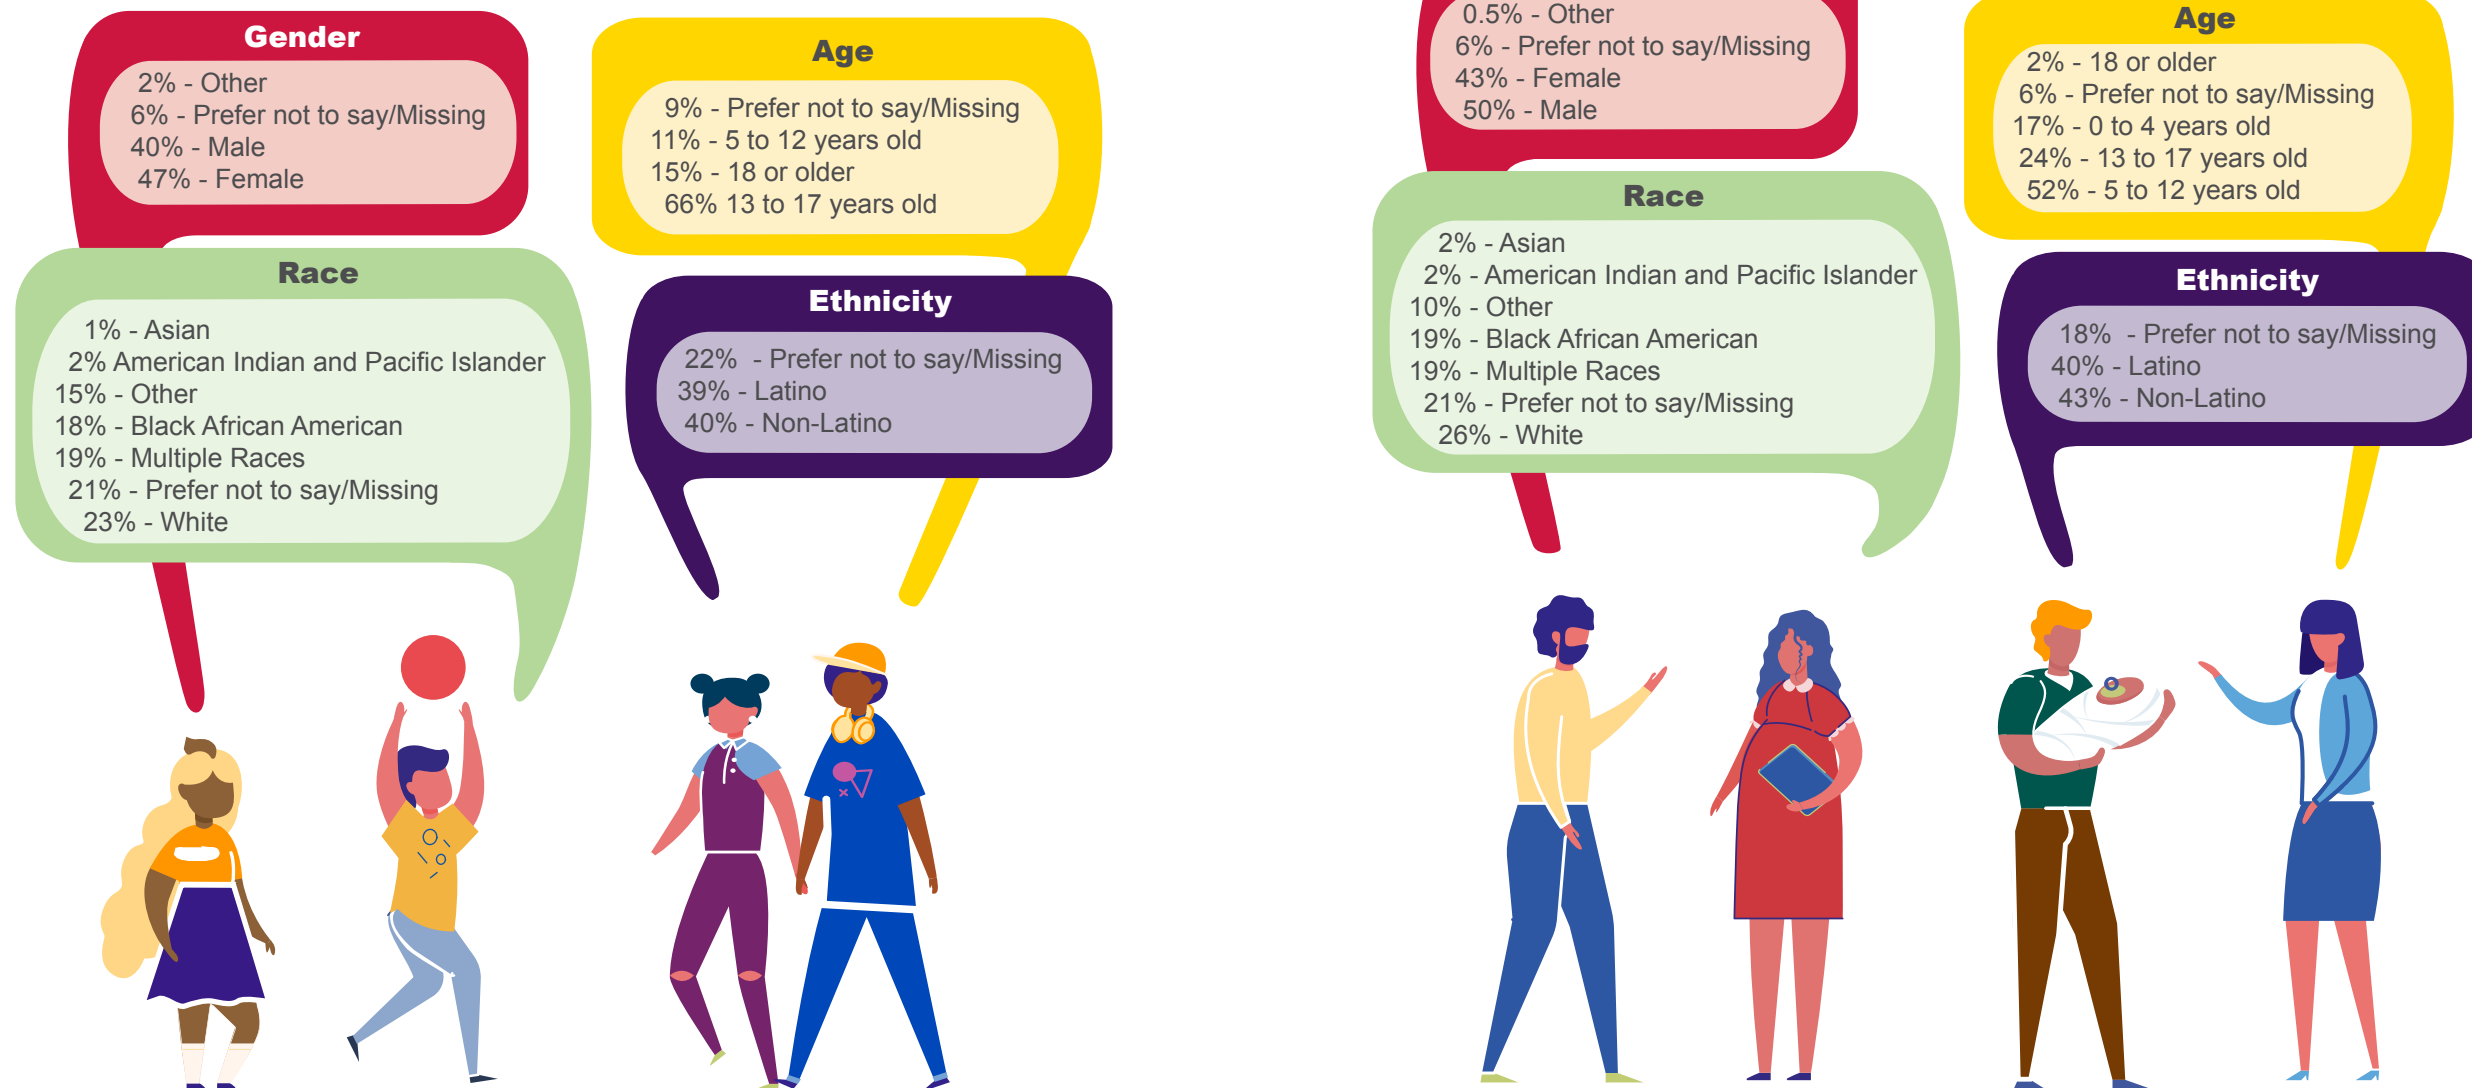 Gender
2% - Other
6% - Prefer not to say/Missing
40% - Male
47% - Female
Age
9% - Prefer not to say/Missing
11% - 5 to 12 years old
15% - 18 or older
66% 13 to 17 years old
Race
1% - Asian
2% American Indian and Pacific Islander
15% - Other
18% - Black African American
19% - Multiple Races
21% - Prefer not to say/Missing
23% - White
Ethnicity
22% - Prefer not to say/Missing
39% - Latino
40% - Non-Latino
0.5% - Other
6% - Prefer not to say/Missing
43% - Female
50% - Male
Age
2% - 18 or older
6% - Prefer not to say/Missing
17% - 0 to 4 years old
24% - 13 to 17 years old
52% - 5 to 12 years old
Race
2% - Asian
2% - American Indian and Pacific Islander
10% - Other
19% - Black African American
19% - Multiple Races
21% - Prefer not to say/Missing
26% - White
Ethnicity
18% - Prefer not to say/Missing
40% - Latino
43% - Non-Latino